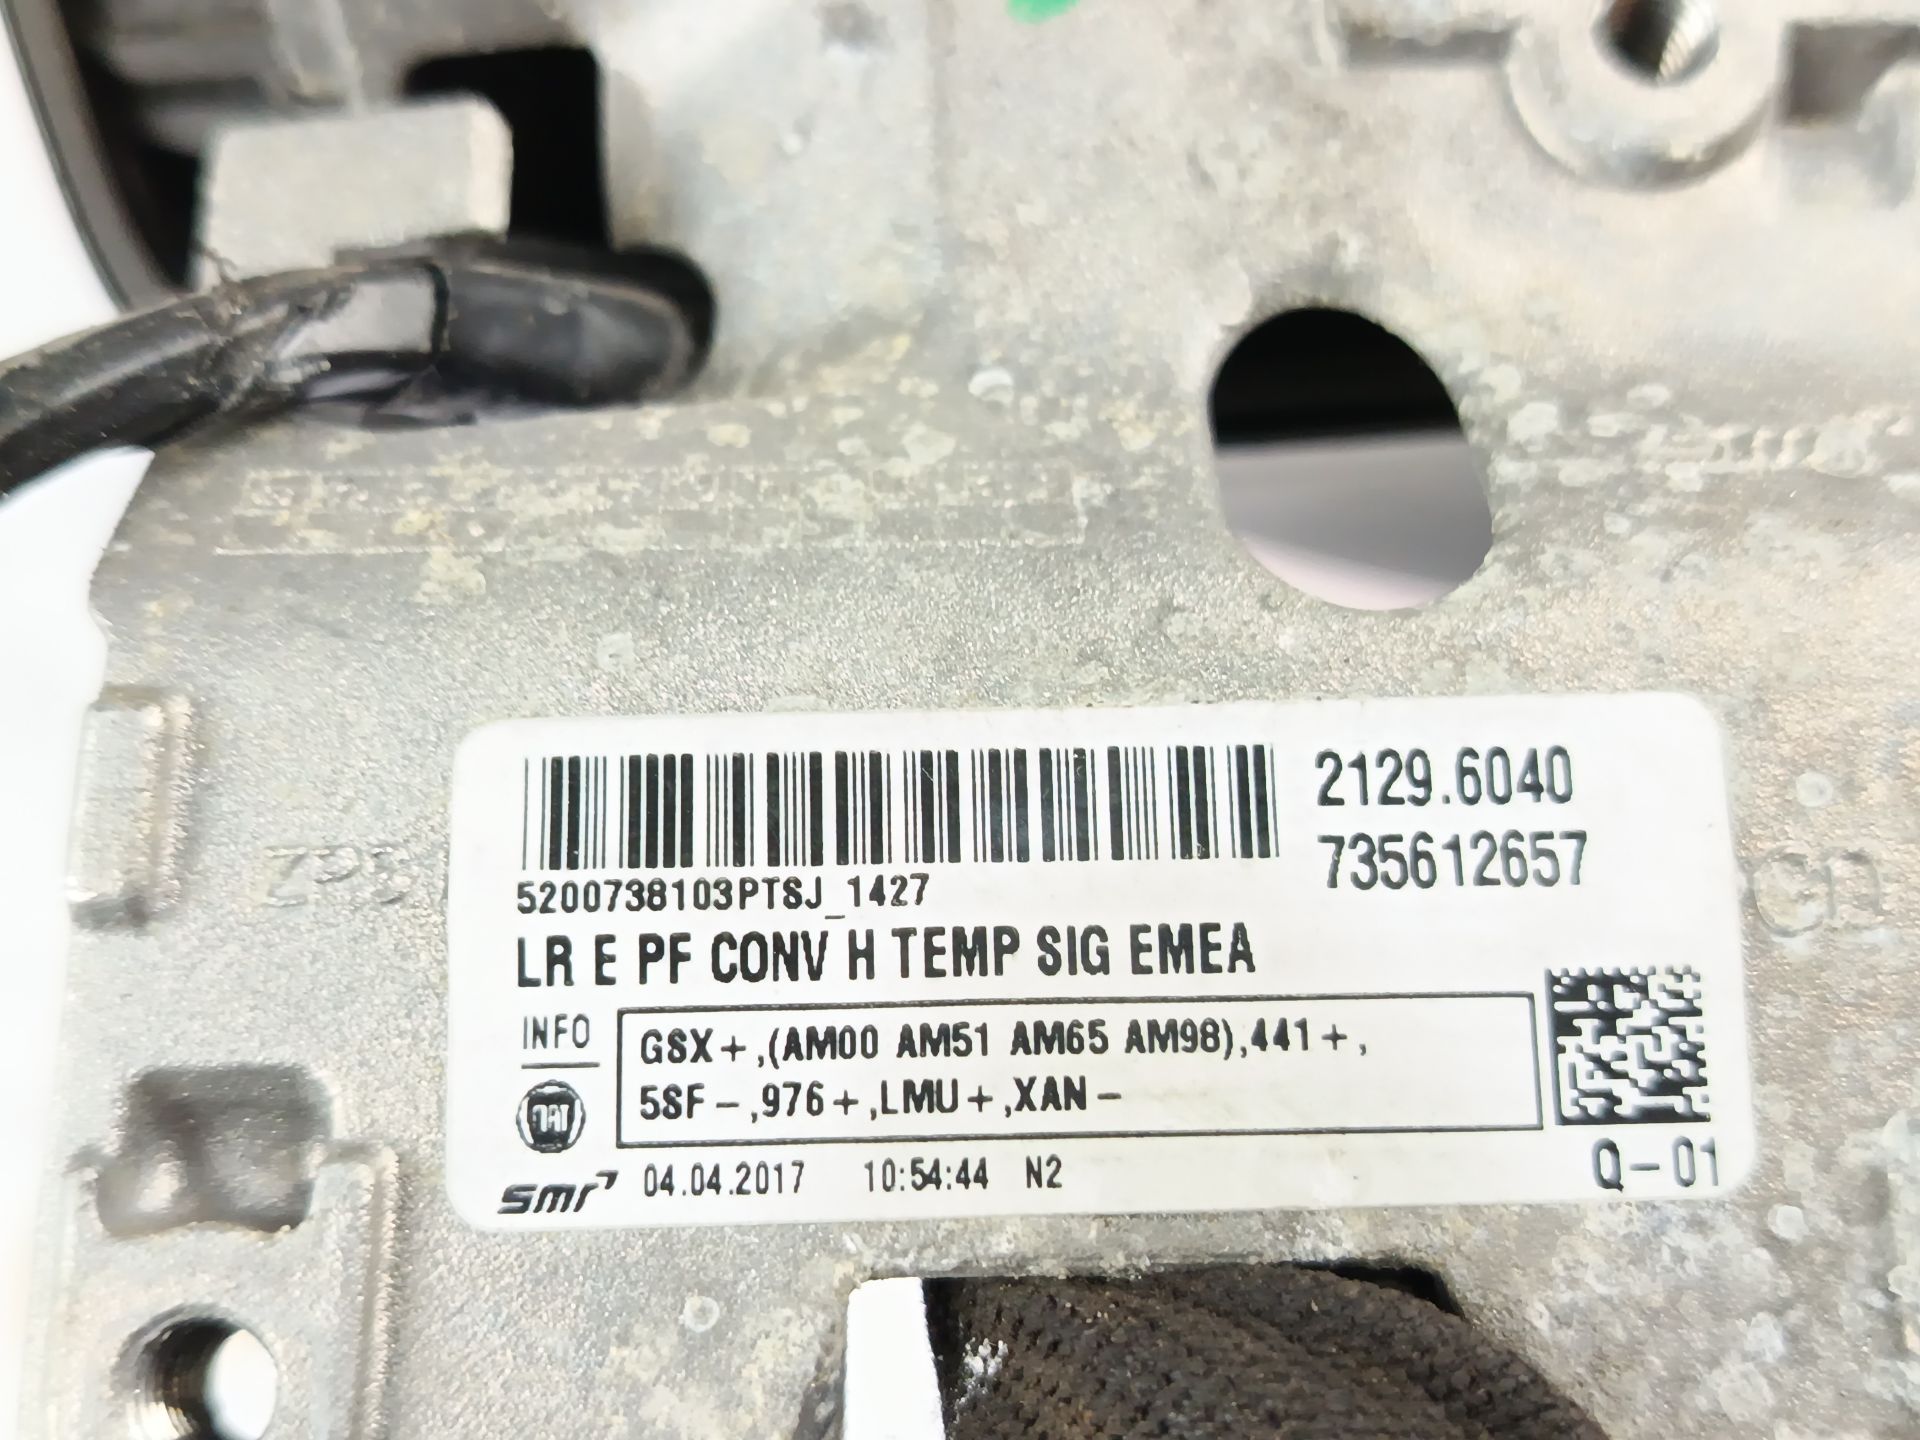 2129.6040
735612657
5200738103PTSJ_1427
LR E PF CONV H TEMP SIG EMEA
INFO
GSX+,(AM00 AM51 AM65 AM98),441+,
5SF-,976+,LMU+,XAN-
FIAT
smr 04.04.2017 10:54:44 N2
Q-01